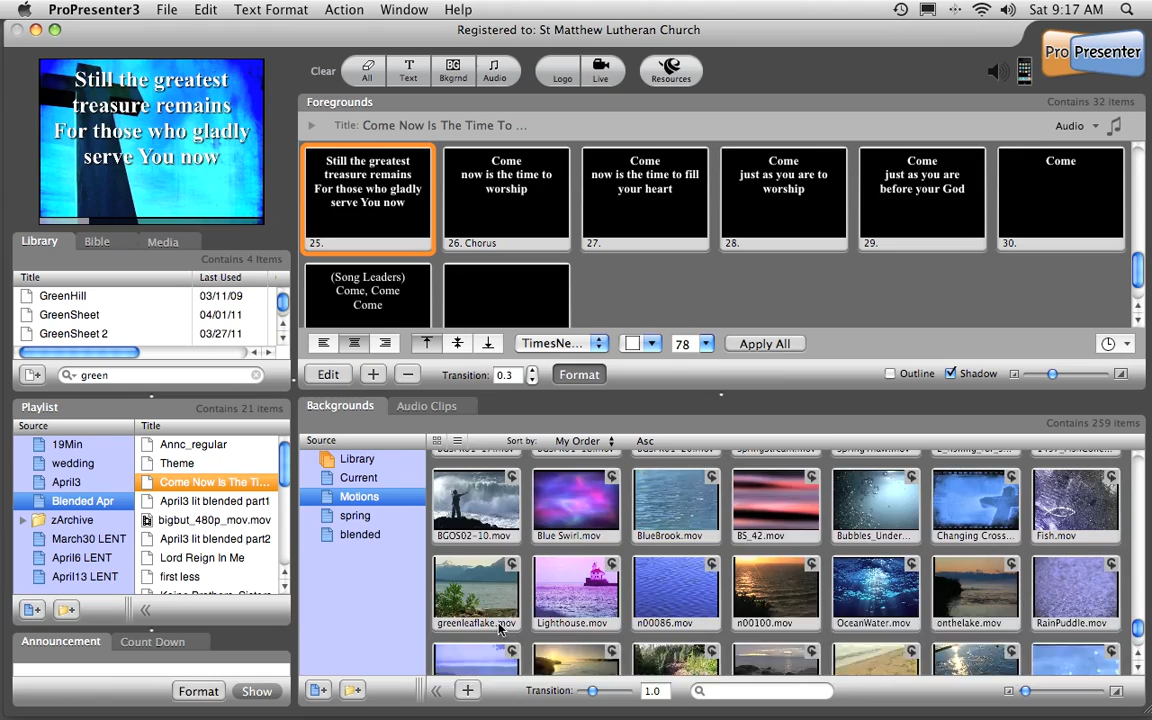 ProPresenter3 File Edit Text Format Action Window Help Sat 9:17 AM
Registered to: St Matthew Lutheran Church
Still the greatest
treasure remains
For those who gladly
serve You now
Clear
All
Text
Bkgrnd
Audio
Logo
Live
Resources
Pro Presenter
Foregrounds Contains 32 items
Title: Come Now Is The Time To ... Audio
Still the greatest
treasure remains
For those who gladly
serve You now
25.
Come
now is the time to
worship
26. Chorus
Come
now is the time to fill
your heart
27.
Come
just as you are to
worship
28.
Come
just as you are
before your God
29.
Come
30.
(Song Leaders)
Come, Come
Come
TimesNe... 78 Apply All
Edit Transition: 0.3 Format Outline Shadow
Library Bible Media
Contains 4 Items
Title Last Used
GreenHill 03/11/09
GreenSheet 04/01/11
GreenSheet 2 03/27/11
green
Playlist Contains 21 items
Source Title
19Min
wedding
April3
Blended Apr
zArchive
March30 LENT
April6 LENT
April13 LENT
Annc_regular
Theme
Come Now Is The Ti...
April3 lit blended part1
bigbut_480p_mov.mov
April3 lit blended part2
Lord Reign In Me
first less
Announcement Count Down
Format Show
Backgrounds Audio Clips
Contains 259 items
Source Sort by: My Order Asc
Library
Current
Motions
spring
blended
BGOS02-10.mov Blue Swirl.mov BlueBrook.mov BS_42.mov Bubbles_Under... Changing Cross... Fish.mov
greenleaflake.mov Lighthouse.mov n00086.mov n00100.mov OceanWater.mov onthelake.mov RainPuddle.mov
Transition: 1.0